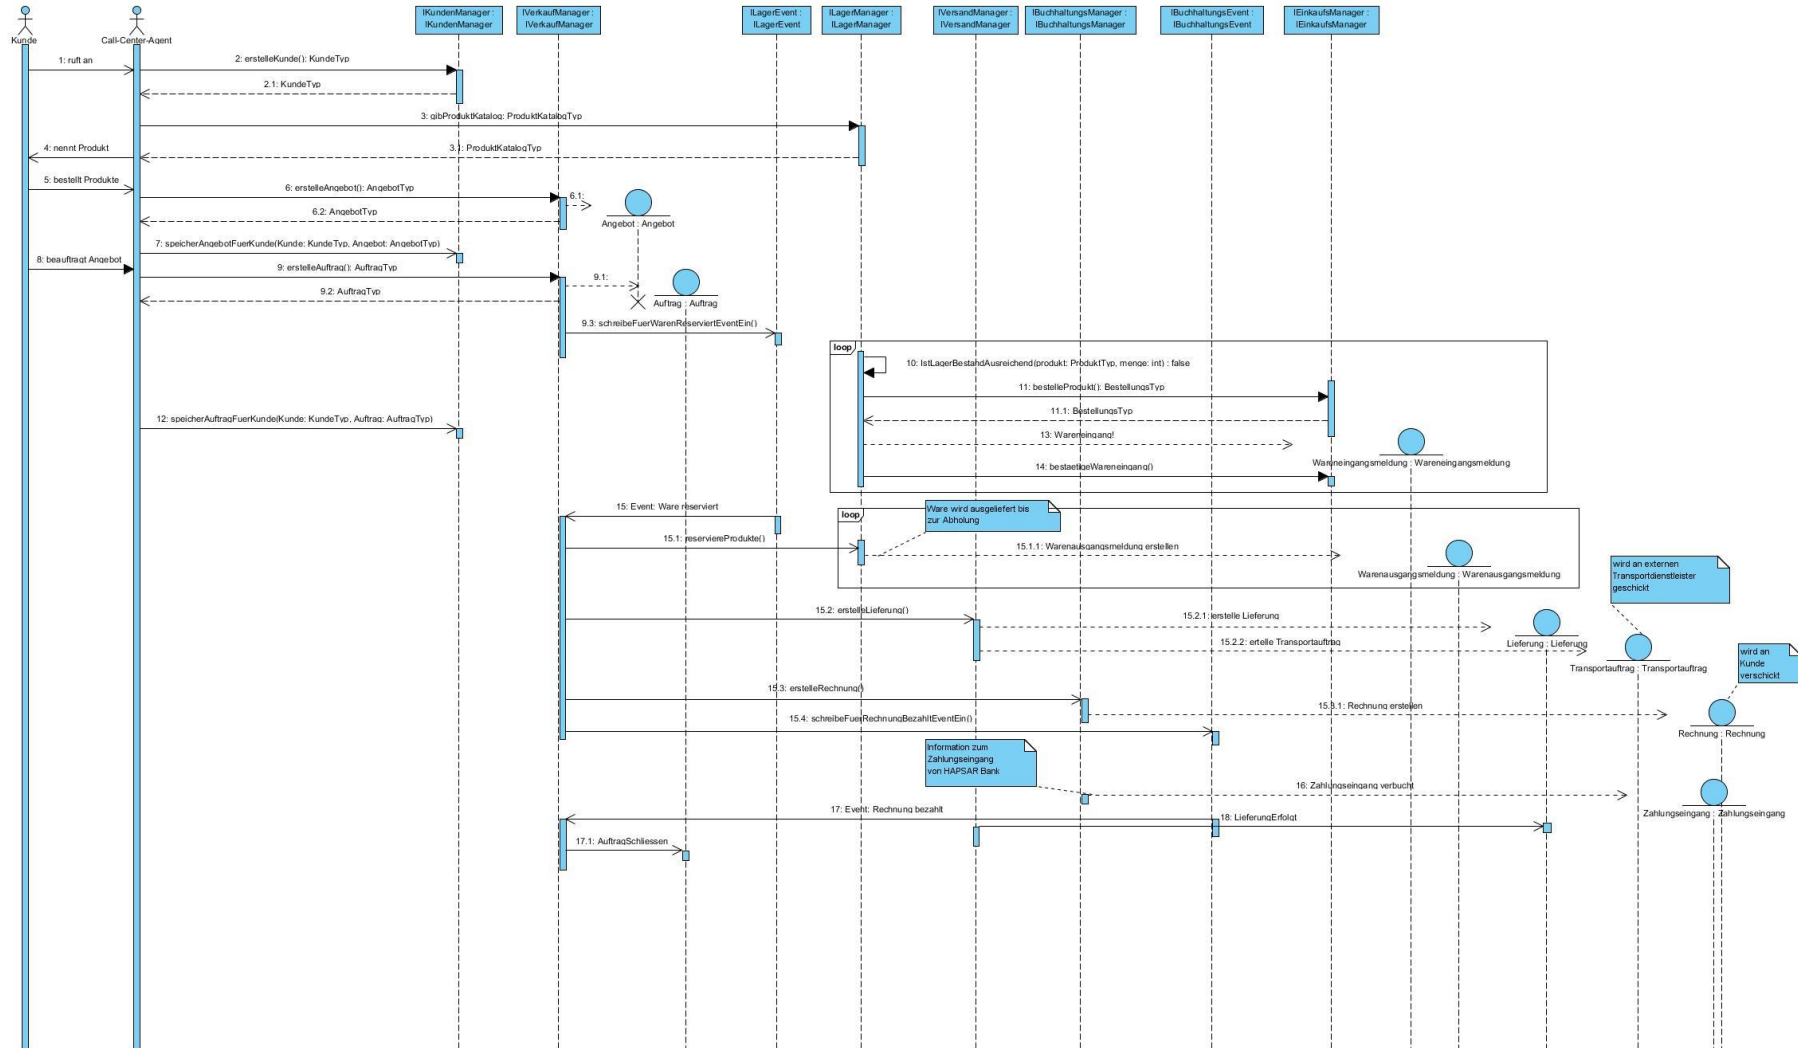 IKundenManager :
IKundenManager
IVerkaufManager :
IVerkaufManager
ILagerEvent :
ILagerEvent
ILagerManager :
ILagerManager
IVersandManager :
IVersandManager
IBuchhaltungsManager :
IBuchhaltungsManager
IBuchhaltungsEvent :
IBuchhaltungsEvent
IEinkaufsManager :
IEinkaufsManager
Kunde
Call-Center-Agent
1: ruft an
2: erstelleKunde(): KundeTyp
2.1: KundeTyp
3: gibProduktKatalog: ProduktKatalogTyp
4: nennt Produkt
3.1: ProduktKatalogTyp
5: bestellt Produkte
6: erstelleAngebot(): AngebotTyp
6.1:
6.2: AngebotTyp
Angebot : Angebot
7: speicherAngebotFuerKunde(Kunde: KundeTyp, Angebot: AngebotTyp)
8: beauftragt Angebot
9: erstelleAuftrag(): AuftragTyp
9.1:
9.2: AuftragTyp
Auftrag : Auftrag
9.3: schreibeFuerWarenReserviertEventEin()
loop
10: IstLagerBestandAusreichend(produkt: ProduktTyp, menge: int) : false
11: bestelleProdukt(): BestellungsTyp
11.1: BestellungsTyp
12: speicherAuftragFuerKunde(Kunde: KundeTyp, Auftrag: AuftragTyp)
13: Wareneingang!
Wareneingangsmeldung : Wareneingangsmeldung
14: bestaetigeWareneingang()
15: Event: Ware reserviert
loop
Ware wird ausgeliefert bis
zur Abholung
15.1: reserviereProdukte()
15.1.1: Warenausgangsmeldung erstellen
Warenausgangsmeldung : Warenausgangsmeldung
wird an externen
Transportdienstleister
geschickt
15.2: erstelleLieferung()
15.2.1: erstelle Lieferung
15.2.2: ertelle Transportauftrag
Lieferung : Lieferung
Transportauftrag : Transportauftrag
wird an
Kunde
verschickt
15.3: erstelleRechnung()
15.3.1: Rechnung erstellen
15.4: schreibeFuerRechnungBezahltEventEin()
Rechnung : Rechnung
Information zum
Zahlungseingang
von HAPSAR Bank
16: Zahlungseingang verbucht
17: Event: Rechnung bezahlt
18: LieferungErfolgt
Zahlungseingang : Zahlungseingang
17.1: AuftragSchliessen